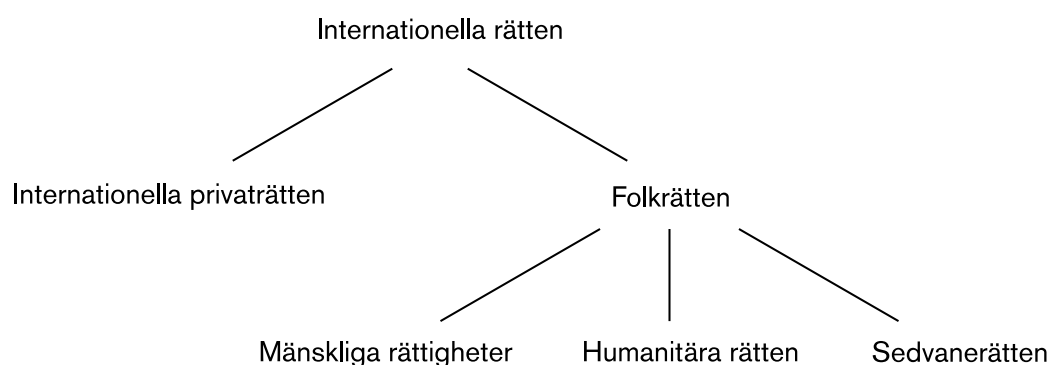 Internationella rätten
Internationella privaträtten
Folkrätten
Mänskliga rättigheter
Humanitära rätten
Sedvanerätten